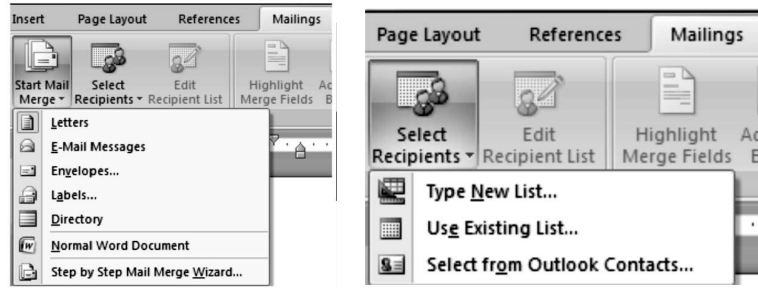 Insert Page Layout References Mailings
Start Mail Merge Select Recipients Edit Recipient List Highlight Merge Fields
Letters
E-Mail Messages
Envelopes...
Labels...
Directory
Normal Word Document
Step by Step Mail Merge Wizard...
Page Layout References Mailings
Select Recipients Edit Recipient List Highlight Merge Fields
Type New List...
Use Existing List...
Select from Outlook Contacts...